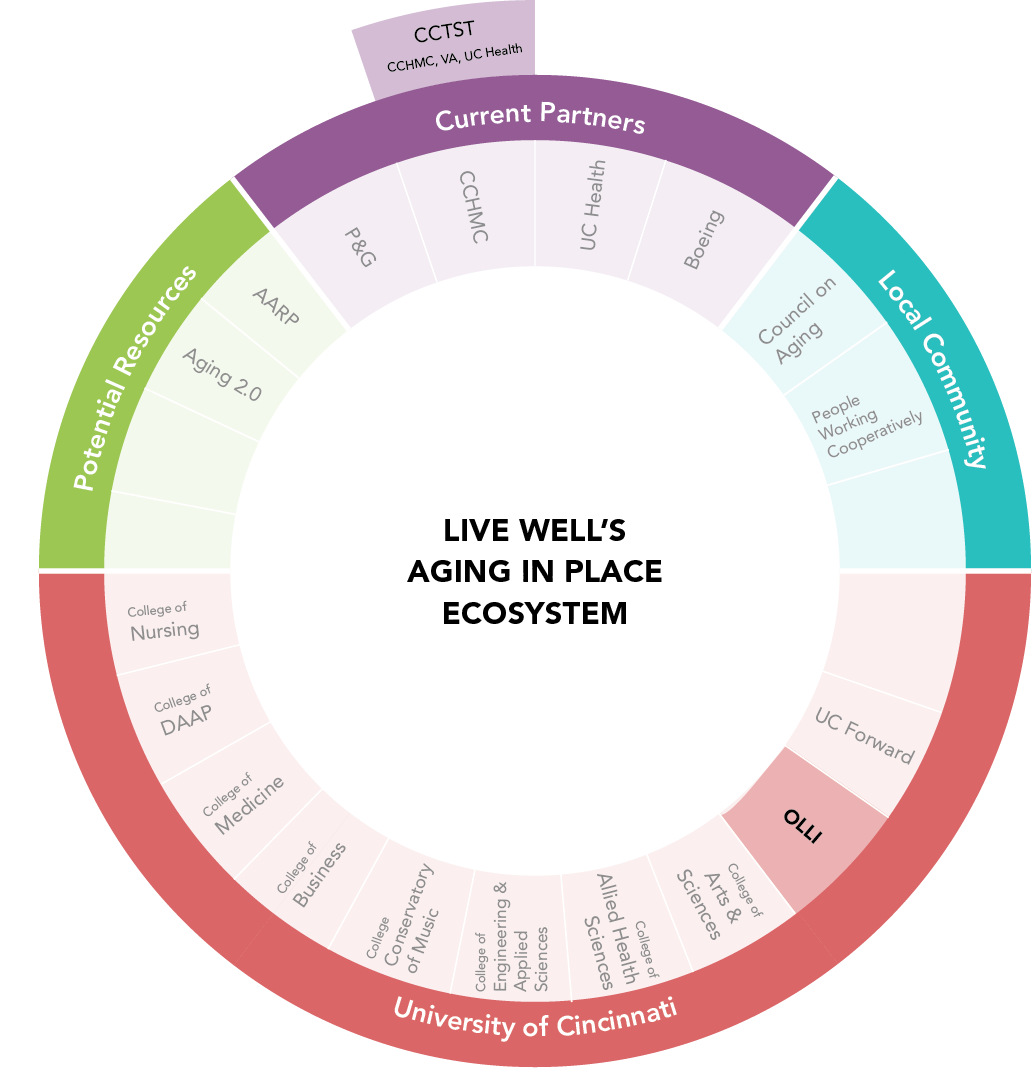 CCTST
CCHMC, VA, UC Health
Current Partners
P&G
CCHMC
UC Health
Boeing
Local Community
Council on
Aging
People
Working
Cooperatively
Potential Resources
AARP
Aging 2.0
LIVE WELL’S
AGING IN PLACE
ECOSYSTEM
College of
Nursing
College of
DAAP
College of
Medicine
College of
Business
College
Conservatory
of Music
College of
Engineering &
Applied
Sciences
College of
Allied Health
Sciences
College of
Arts &
Sciences
OLLI
UC Forward
University of Cincinnati